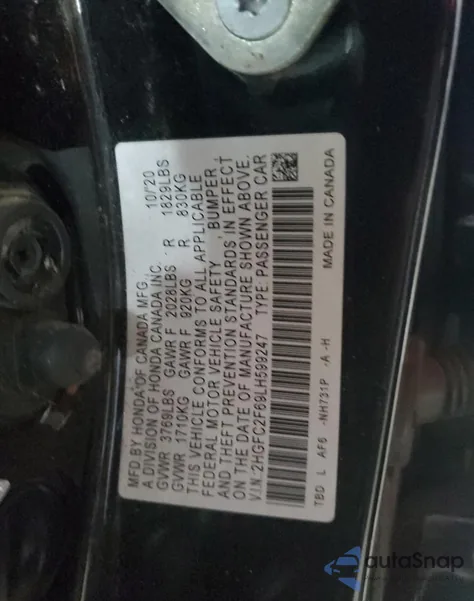 MFD BY HONDA OF CANADA MFG. 10/20
A DIVISION OF HONDA CANADA INC.
GVWR 3769LBS GAWR F 2028LBS R 1829LBS
GVWR 1710KG GAWR F 920KG R 830KG
THIS VEHICLE CONFORMS TO ALL APPLICABLE
FEDERAL MOTOR VEHICLE SAFETY , BUMPER ,
AND THEFT PREVENTION STANDARDS IN EFFECT
ON THE DATE OF MANUFACTURE SHOWN ABOVE.
V.I.N.:2HGFC2F69LH599247 TYPE: PASSENGER CAR
TBD L AF6 -NH731P -A -H MADE IN CANADA
autoSnap